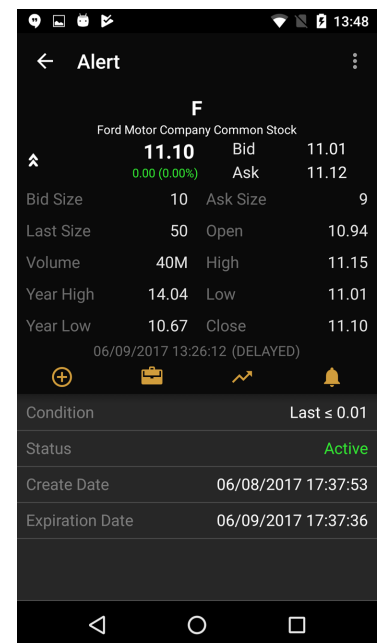 13:48
Alert
F
Ford Motor Company Common Stock
11.10 Bid 11.01
0.00 (0.00%) Ask 11.12
Bid Size 10 Ask Size 9
Last Size 50 Open 10.94
Volume 40M High 11.15
Year High 14.04 Low 11.01
Year Low 10.67 Close 11.10
06/09/2017 13:26:12 (DELAYED)
Condition Last ≤ 0.01
Status Active
Create Date 06/08/2017 17:37:53
Expiration Date 06/09/2017 17:37:36